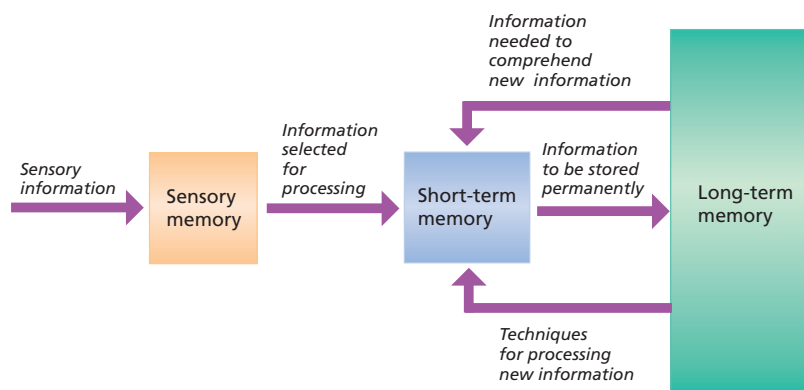 Information
needed to
comprehend
new information
Sensory
information
Sensory
memory
Information
selected
for
processing
Short-term
memory
Information
to be stored
permanently
Long-term
memory
Techniques
for processing
new information